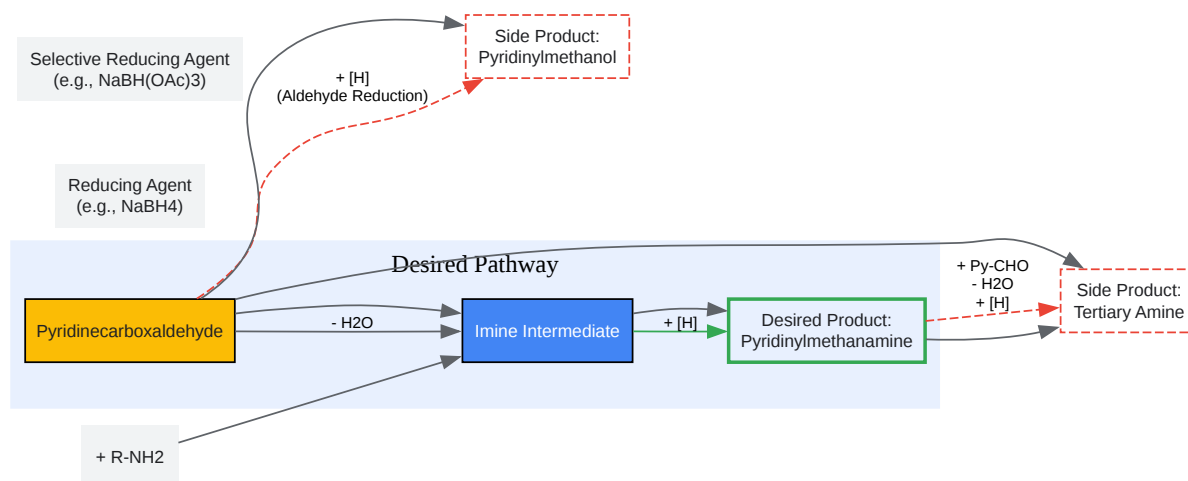 Side Product:
Pyridinylmethanol
Selective Reducing Agent
(e.g., NaBH(OAc)3)
+ [H]
(Aldehyde Reduction)
Reducing Agent
(e.g., NaBH4)
Desired Pathway
+ Py-CHO
- H2O
+ [H]
Side Product:
Tertiary Amine
Pyridinecarboxaldehyde
- H2O
Imine Intermediate
+ [H]
Desired Product:
Pyridinylmethanamine
+ R-NH2